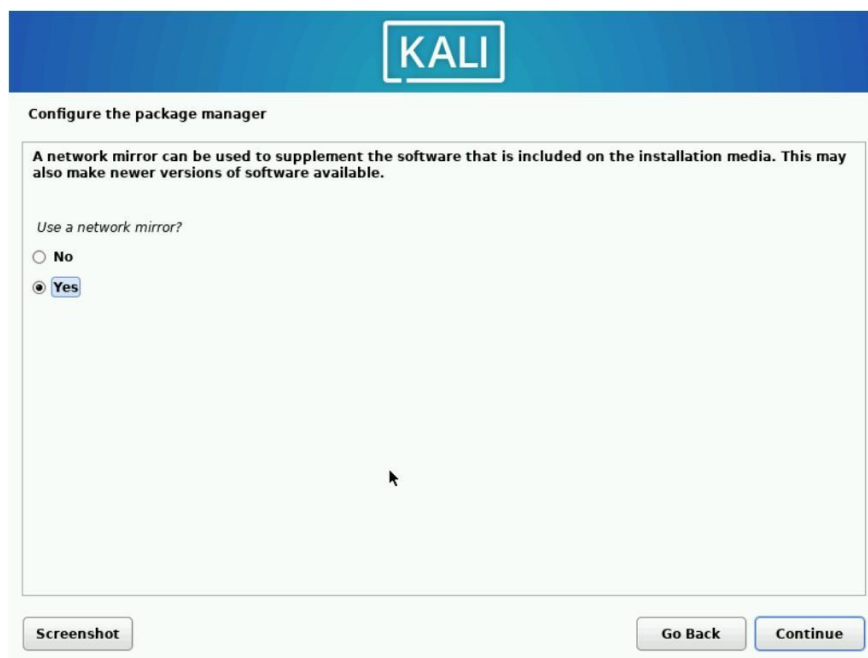 KALI
Configure the package manager
A network mirror can be used to supplement the software that is included on the installation media. This may
also make newer versions of software available.
Use a network mirror?
No
Yes
Screenshot
Go Back
Continue